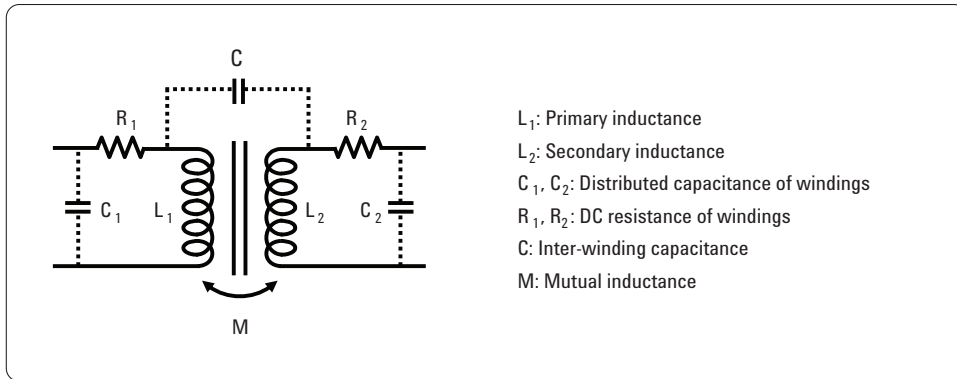 C
R1
R2
C1
L1
L2
C2
M
L1: Primary inductance
L2: Secondary inductance
C1, C2: Distributed capacitance of windings
R1, R2: DC resistance of windings
C: Inter-winding capacitance
M: Mutual inductance